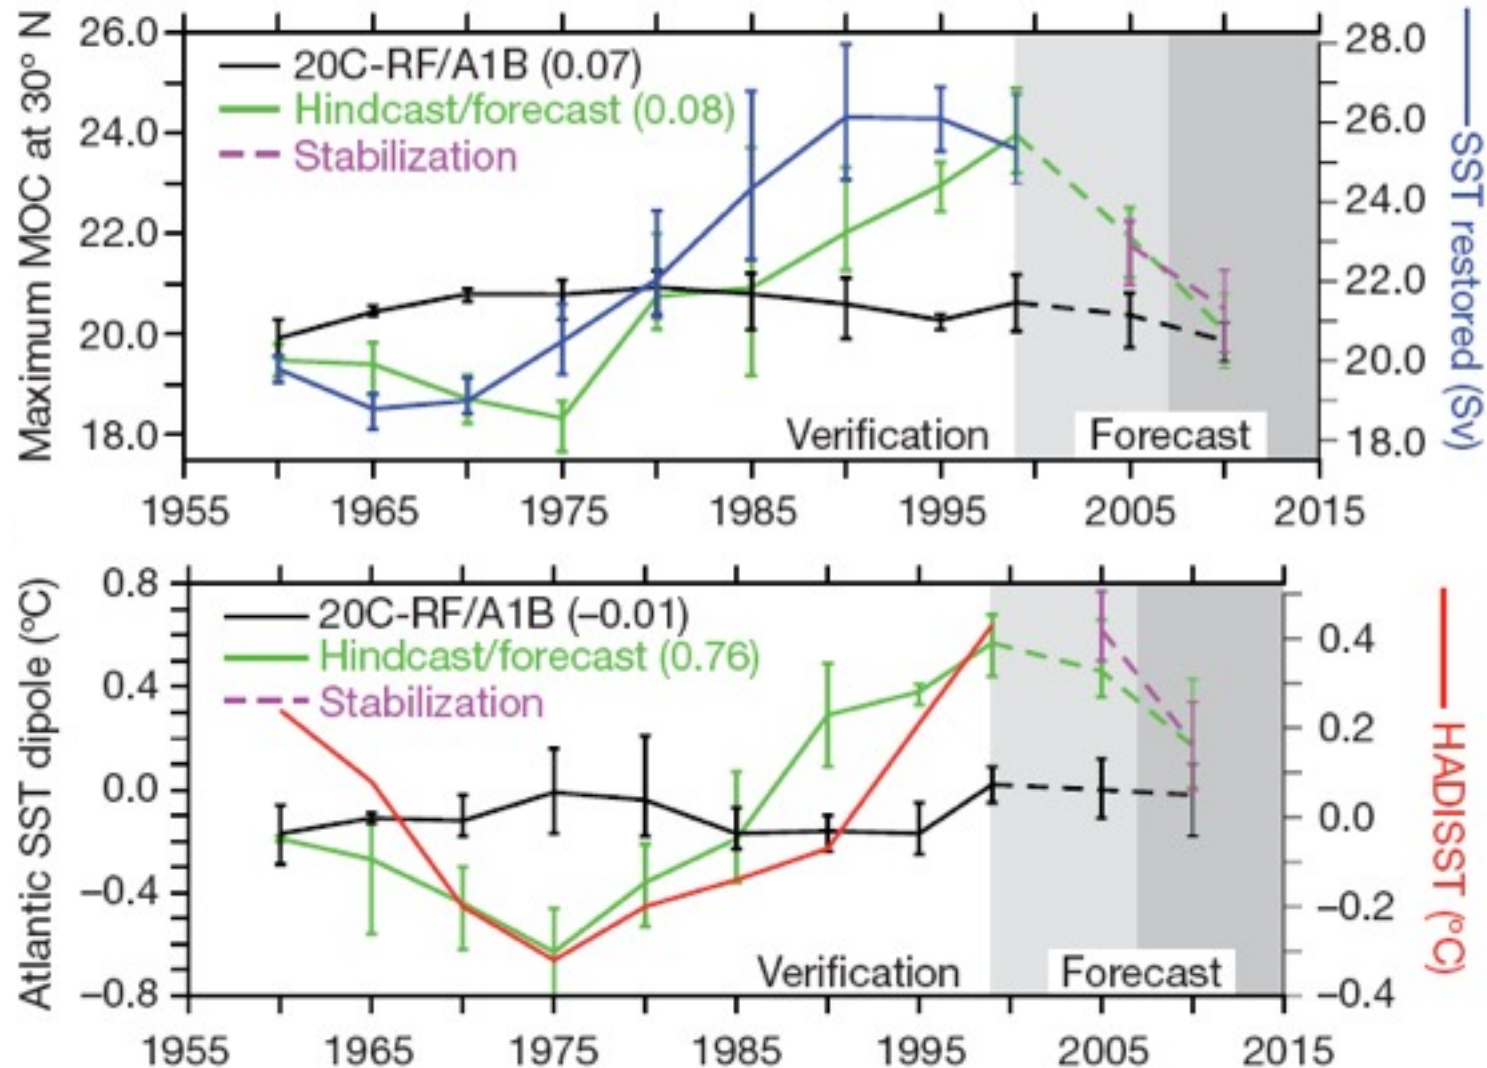 Maximum MOC at 30° N
26.0
24.0
22.0
20.0
18.0
20C-RF/A1B (0.07)
Hindcast/forecast (0.08)
Stabilization
Verification
Forecast
28.0
26.0
24.0
22.0
20.0
18.0
SST restored (Sv)
1955
1965
1975
1985
1995
2005
2015
Atlantic SST dipole (°C)
0.8
0.4
0.0
−0.4
−0.8
20C-RF/A1B (−0.01)
Hindcast/forecast (0.76)
Stabilization
Verification
Forecast
0.4
0.2
0.0
−0.2
−0.4
HADISST (°C)
1955
1965
1975
1985
1995
2005
2015